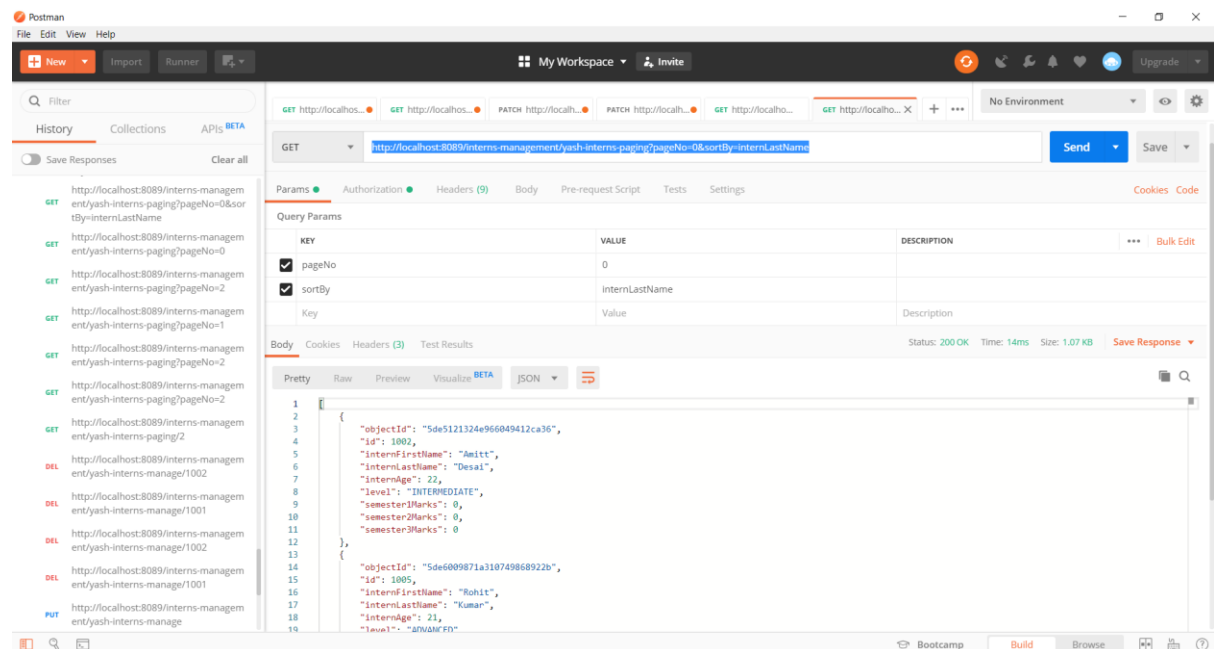 Postman
File Edit View Help
New Import Runner My Workspace Invite Upgrade
Filter
History Collections APIs BETA
Save Responses Clear all
GET http://localhost:8089/interns-managem
ent/yash-interns-paging?pageNo=0&sor
tBy=internLastName
GET http://localhost:8089/interns-managem
ent/yash-interns-paging?pageNo=0
GET http://localhost:8089/interns-managem
ent/yash-interns-paging?pageNo=2
GET http://localhost:8089/interns-managem
ent/yash-interns-paging?pageNo=1
GET http://localhost:8089/interns-managem
ent/yash-interns-paging?pageNo=2
GET http://localhost:8089/interns-managem
ent/yash-interns-paging?pageNo=2
GET http://localhost:8089/interns-managem
ent/yash-interns-paging/2
DEL http://localhost:8089/interns-managem
ent/yash-interns-manage/1002
DEL http://localhost:8089/interns-managem
ent/yash-interns-manage/1001
DEL http://localhost:8089/interns-managem
ent/yash-interns-manage/1002
DEL http://localhost:8089/interns-managem
ent/yash-interns-manage/1001
PUT http://localhost:8089/interns-managem
ent/yash-interns-manage
GET http://localhos... GET http://localhos... PATCH http://localh... PATCH http://localh... GET http://localho... GET http://localho... No Environment
GET http://localhost:8089/interns-management/yash-interns-paging?pageNo=0&sortBy=internLastName Send Save
Params Authorization Headers (9) Body Pre-request Script Tests Settings Cookies Code
Query Params
KEY VALUE DESCRIPTION Bulk Edit
pageNo 0
sortBy internLastName
Key Value Description
Body Cookies Headers (3) Test Results Status: 200 OK Time: 14ms Size: 1.07 KB Save Response
Pretty Raw Preview Visualize BETA JSON
1 [
2 {
3 "objectId": "5de5121324e966049412ca36",
4 "id": 1002,
5 "internFirstName": "Amitt",
6 "internLastName": "Desai",
7 "internAge": 22,
8 "level": "INTERMEDIATE",
9 "semester1Marks": 0,
10 "semester2Marks": 0,
11 "semester3Marks": 0
12 },
13 {
14 "objectId": "5de6009871a310749868922b",
15 "id": 1005,
16 "internFirstName": "Rohit",
17 "internLastName": "Kumar",
18 "internAge": 21,
19 "level": "ADVANCED",
Bootcamp Build Browse